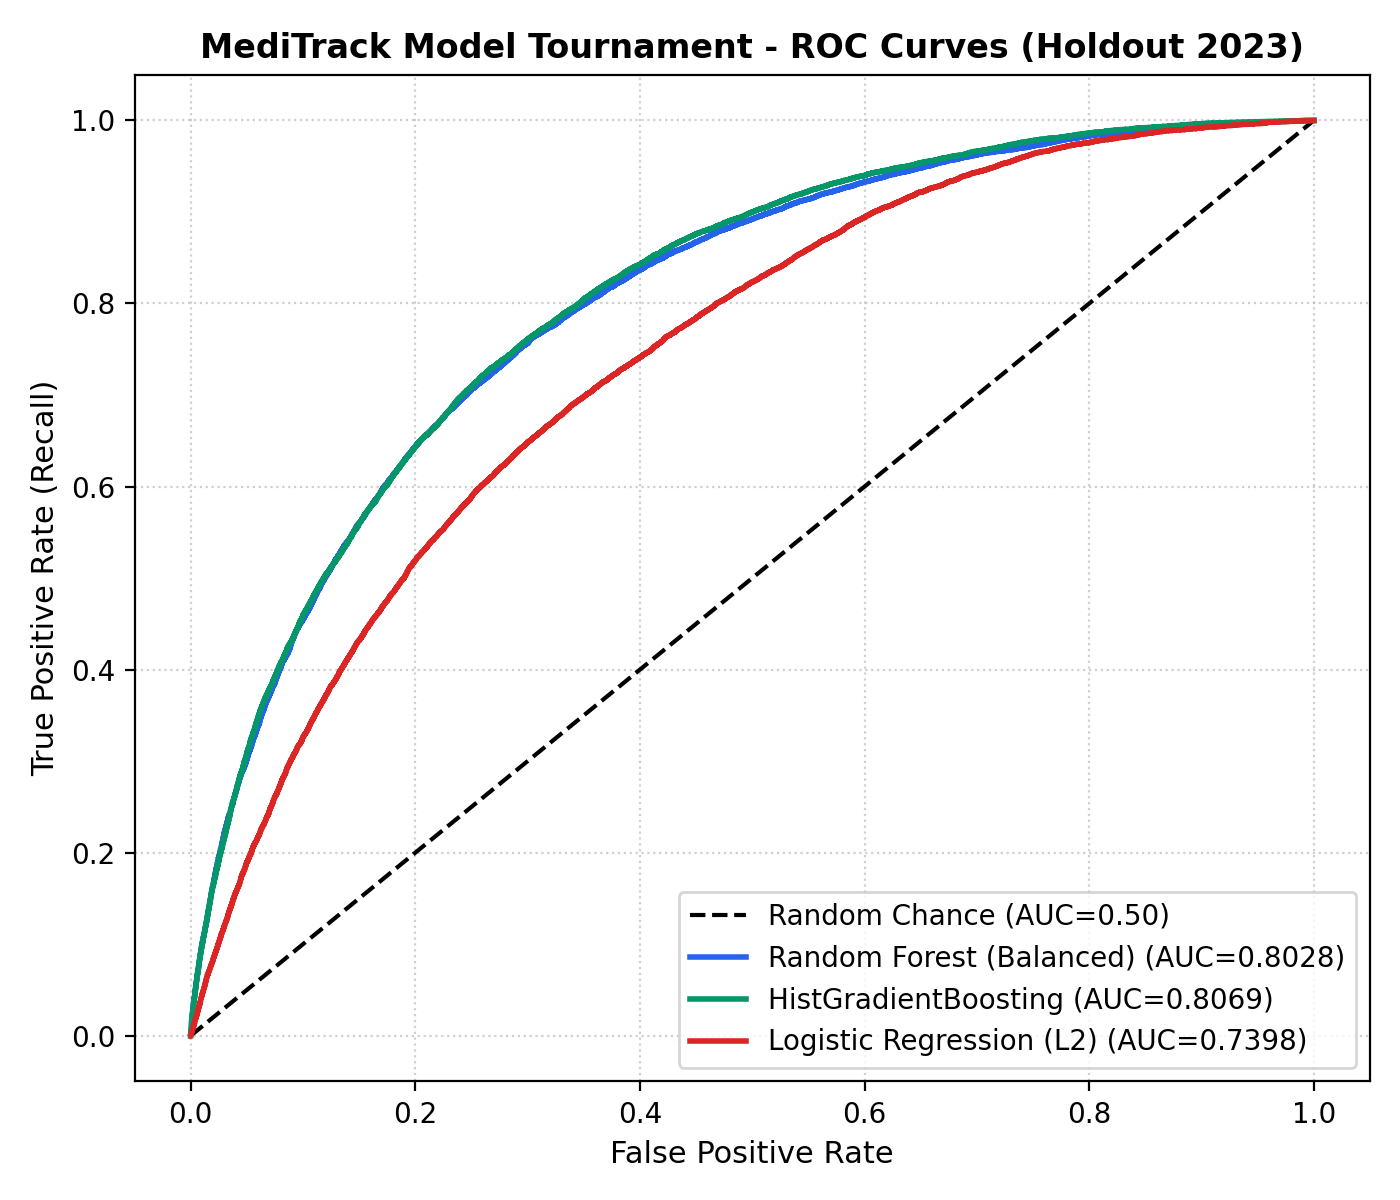 MediTrack Model Tournament - ROC Curves (Holdout 2023)
True Positive Rate (Recall)
1.0
0.8
0.6
0.4
0.2
0.0
Random Chance (AUC=0.50)
Random Forest (Balanced) (AUC=0.8028)
HistGradientBoosting (AUC=0.8069)
Logistic Regression (L2) (AUC=0.7398)
0.0 0.2 0.4 0.6 0.8 1.0
False Positive Rate